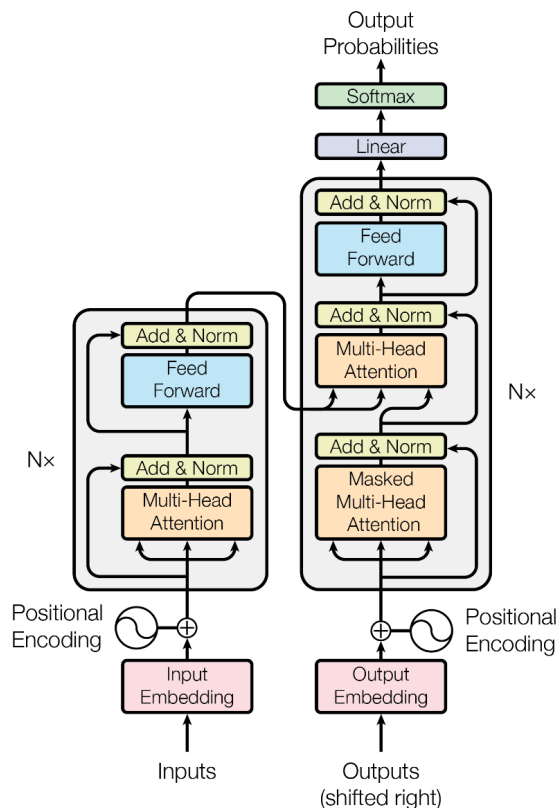 Output
Probabilities
Softmax
Linear
Add & Norm
Feed
Forward
Add & Norm
Multi-Head
Attention
Add & Norm
Masked
Multi-Head
Attention
N×
Positional
Encoding
Output
Embedding
Outputs
(shifted right)
Add & Norm
Feed
Forward
Add & Norm
Multi-Head
Attention
N×
Positional
Encoding
Input
Embedding
Inputs